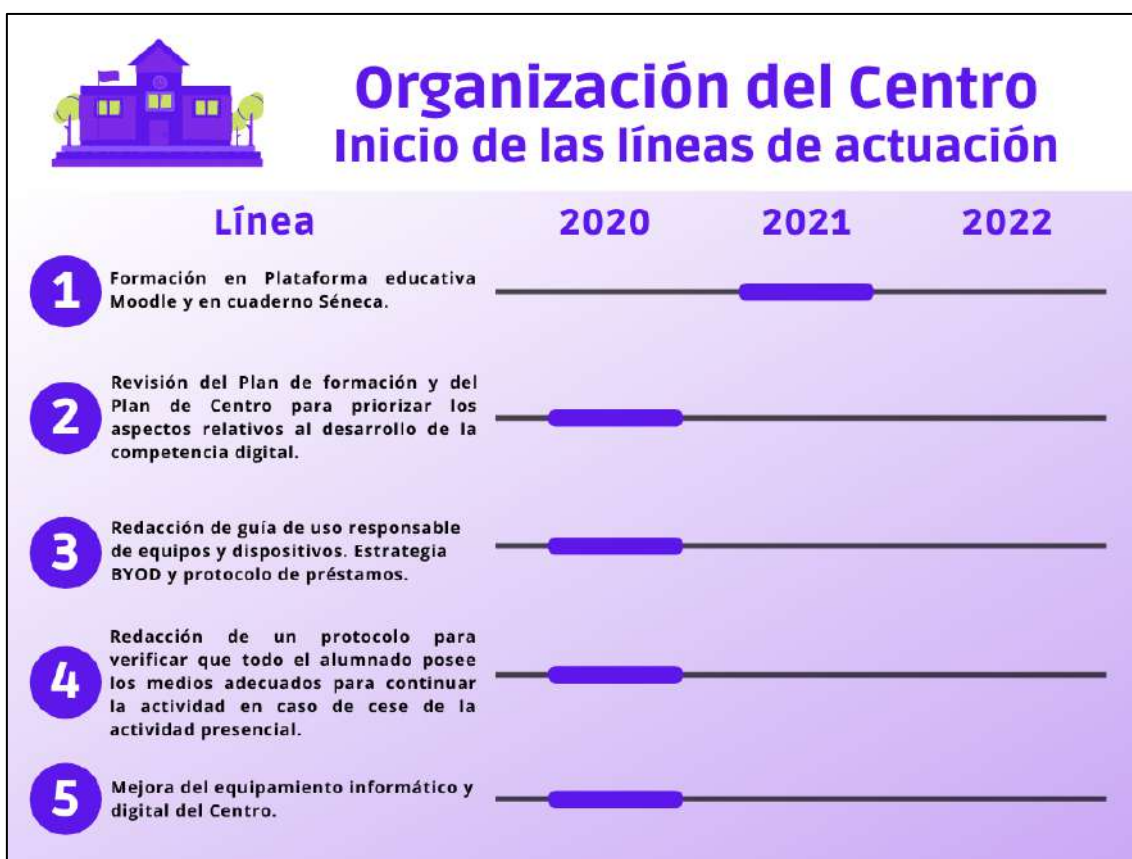 Organización del Centro
Inicio de las líneas de actuación
Línea 2020 2021 2022
1
Formación en Plataforma educativa
Moodle y en cuaderno Séneca.
2
Revisión del Plan de formación y del
Plan de Centro para priorizar los
aspectos relativos al desarrollo de la
competencia digital.
3
Redacción de guía de uso responsable
de equipos y dispositivos. Estrategia
BYOD y protocolo de préstamos.
4
Redacción de un protocolo para
verificar que todo el alumnado posee
los medios adecuados para continuar
la actividad en caso de cese de la
actividad presencial.
5
Mejora del equipamiento informático y
digital del Centro.